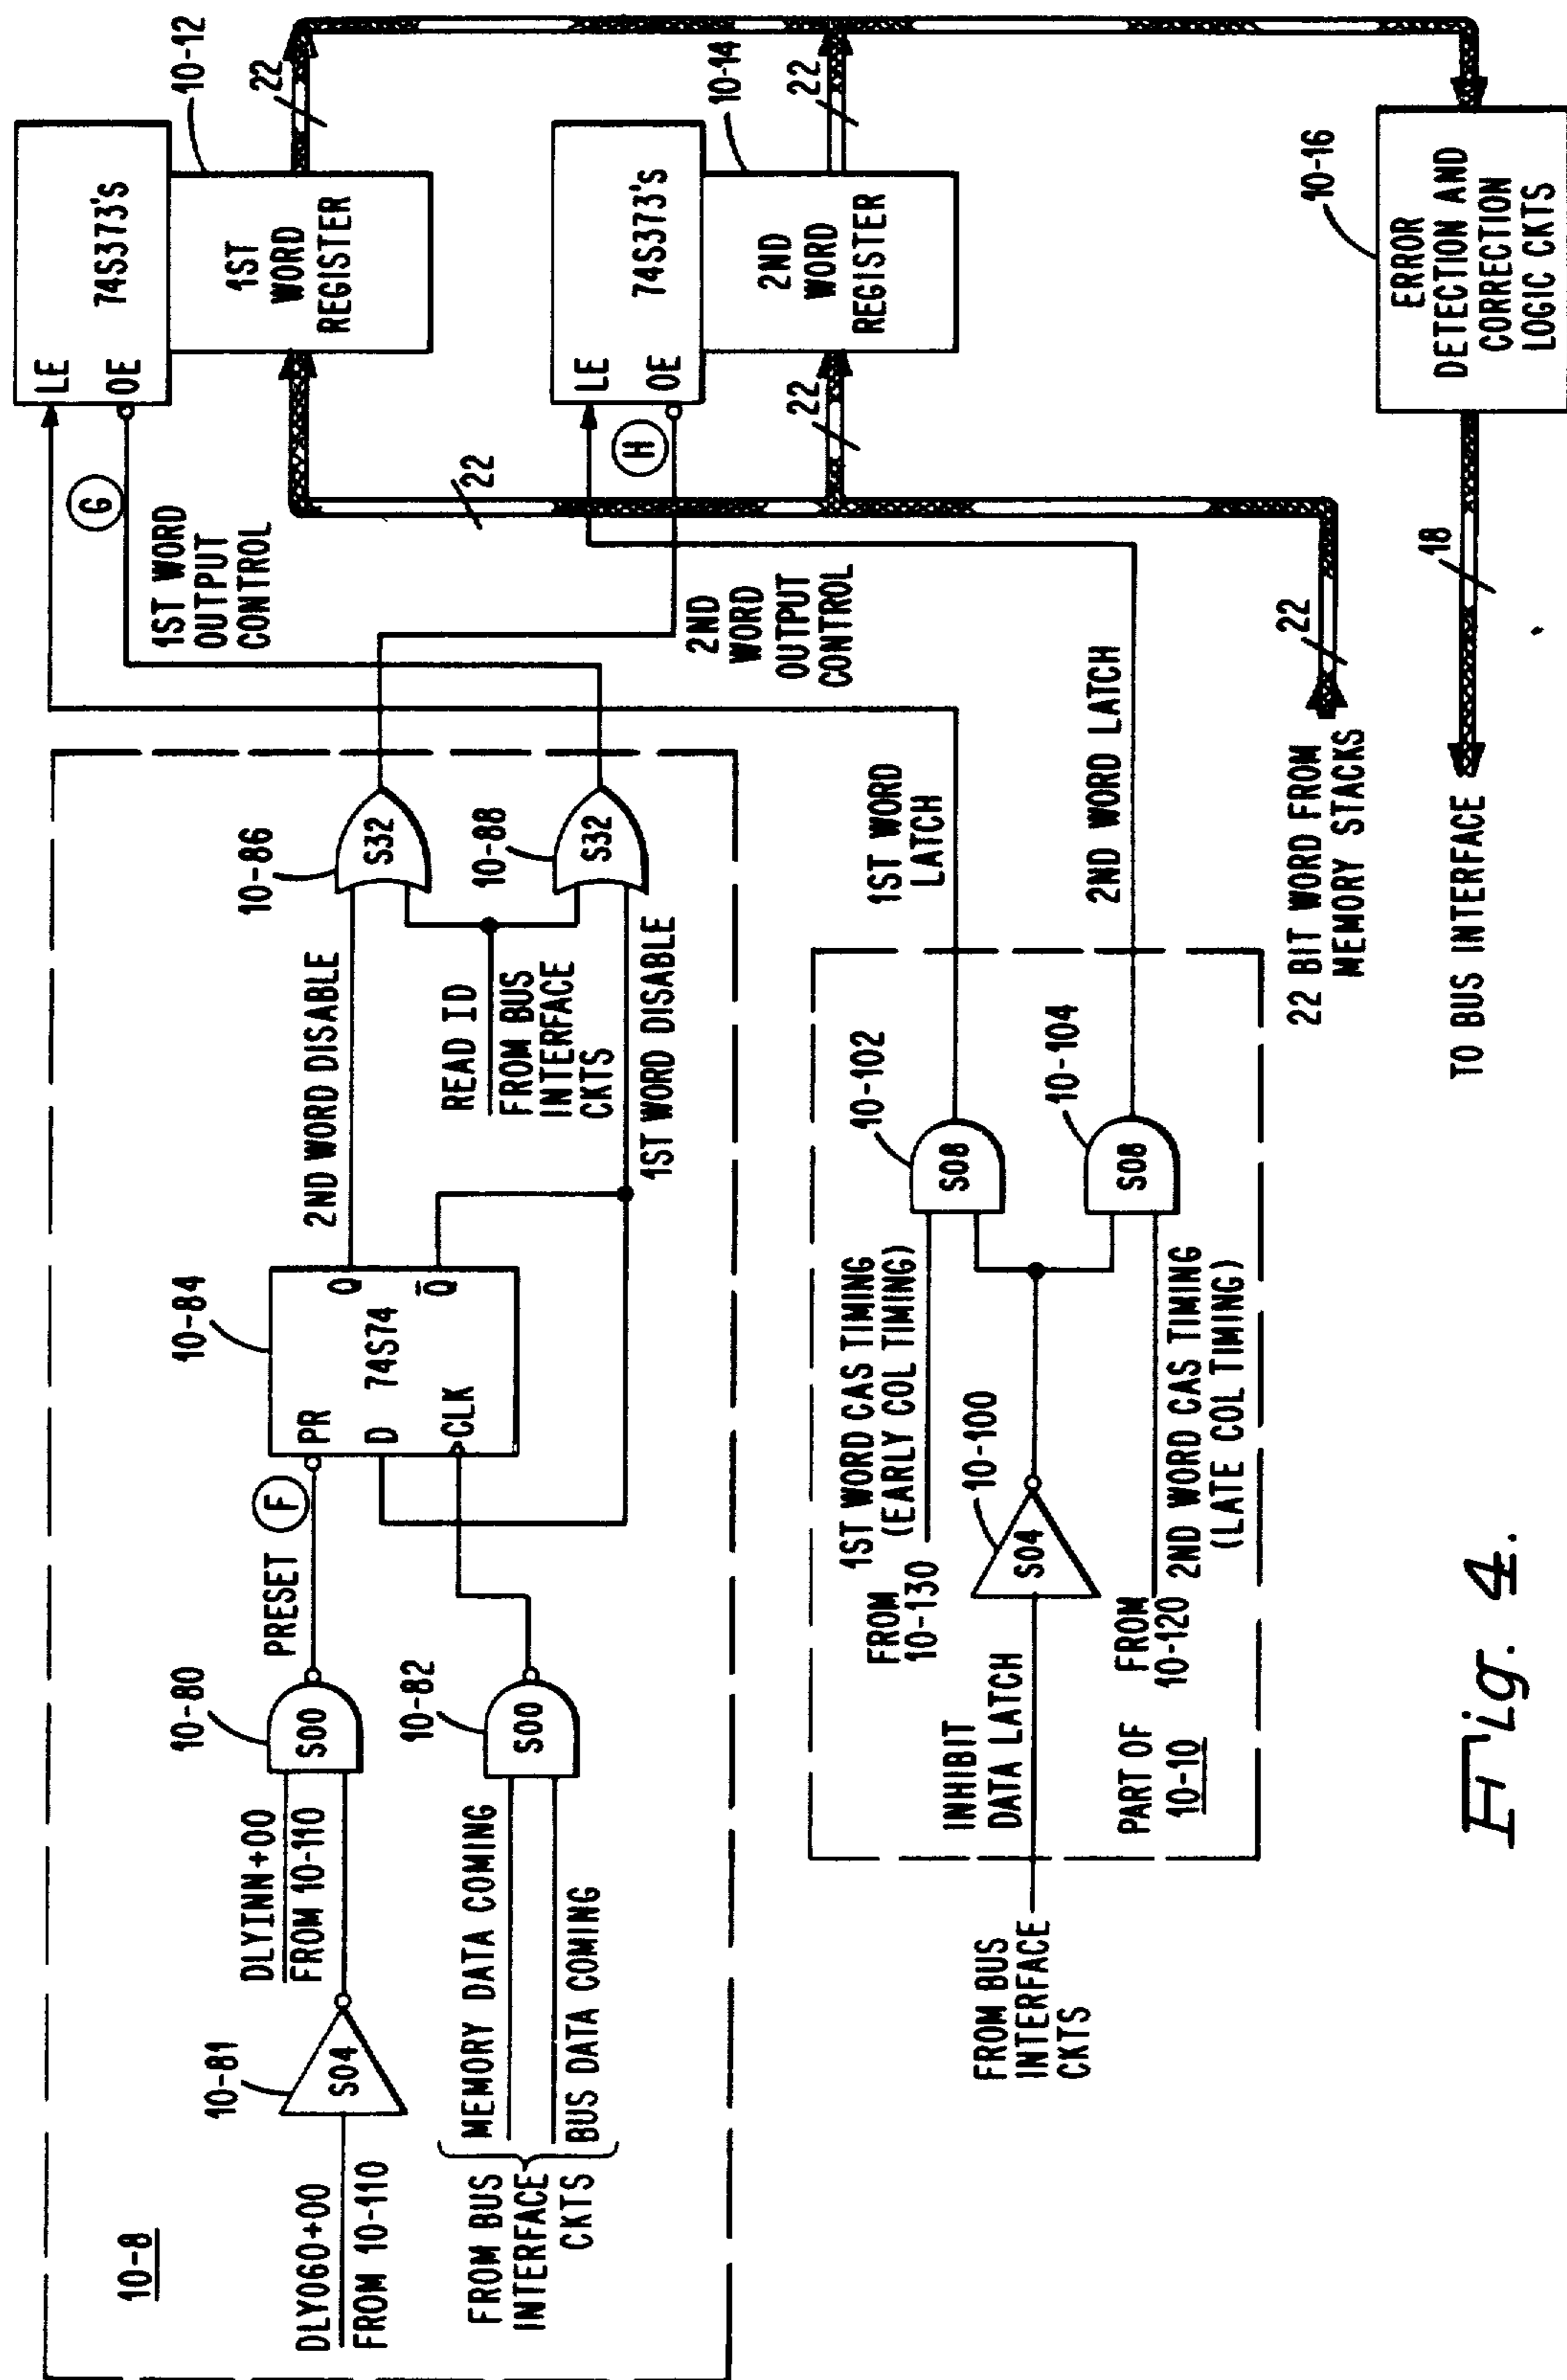 10-8
DLY060+00
FROM 10-110
10-81
S04
DLYINN+00
FROM 10-110
10-80
S00
PRESET
F
FROM BUS
INTERFACE
CKTS
MEMORY DATA COMING
BUS DATA COMING
10-82
S00
10-84
PR
D
CLK
74S74
Q
Q̅
2ND WORD DISABLE
READ ID
FROM BUS
INTERFACE
CKTS
1ST WORD DISABLE
10-86
S32
10-88
S32
1ST WORD
OUTPUT
CONTROL
G
2ND
WORD
OUTPUT
CONTROL
H
LE
OE
74S373's
1ST
WORD
REGISTER
10-12
22
22
LE
OE
74S373's
2ND
WORD
REGISTER
10-14
22
22
FROM BUS
INTERFACE
CKTS
INHIBIT
DATA LATCH
PART OF
10-10
FROM
10-130
1ST WORD CAS TIMING
(EARLY COL TIMING)
10-100
S04
FROM
10-120
2ND WORD CAS TIMING
(LATE COL TIMING)
10-102
S08
10-104
S08
1ST WORD
LATCH
2ND WORD LATCH
22 BIT WORD FROM
MEMORY STACKS
22
TO BUS INTERFACE
18
10-16
ERROR
DETECTION AND
CORRECTION
LOGIC CKTS
Fig. 4.